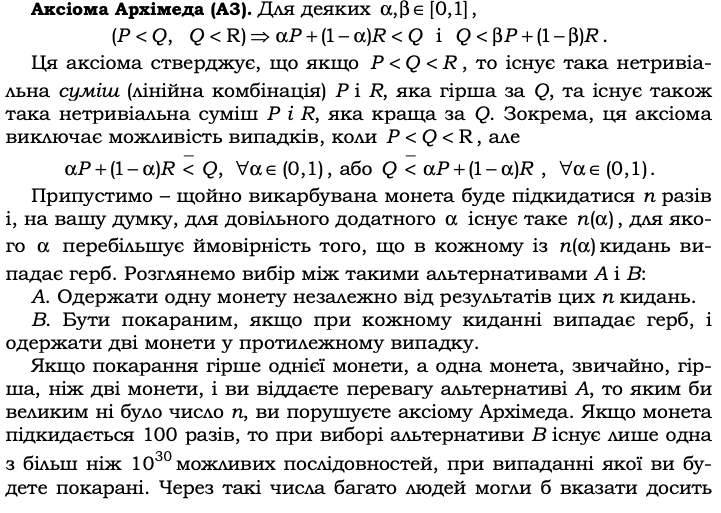 Аксіома Архімеда (А3). Для деяких α,β∈[0,1],
(P < Q, Q < R) ⇒ αP + (1 – α)R < Q і Q < βP + (1 – β)R.
Ця аксіома стверджує, що якщо P < Q < R, то існує така нетривіа-
льна суміш (лінійна комбінація) P і R, яка гірша за Q, та існує також
така нетривіальна суміш P і R, яка краща за Q. Зокрема, ця аксіома
виключає можливість випадків, коли P < Q < R, але
αP + (1 – α)R <̅ Q, ∀α ∈ (0,1), або Q <̅ αP + (1 – α)R , ∀α ∈ (0,1).
Припустимо – щойно викарбувана монета буде підкидатися n разів
і, на вашу думку, для довільного додатного α існує таке n(α), для яко-
го α перебільшує ймовірність того, що в кожному із n(α) кидань ви-
падає герб. Розглянемо вибір між такими альтернативами A і B:
A. Одержати одну монету незалежно від результатів цих n кидань.
B. Бути покараним, якщо при кожному киданні випадає герб, і
одержати дві монети у протилежному випадку.
Якщо покарання гірше однієї монети, а одна монета, звичайно, гір-
ша, ніж дві монети, і ви віддаєте перевагу альтернативі A, то яким би
великим ні було число n, ви порушуєте аксіому Архімеда. Якщо монета
підкидається 100 разів, то при виборі альтернативи B існує лише одна
з більш ніж 10³⁰ можливих послідовностей, при випаданні якої ви бу-
дете покарані. Через такі числа багато людей могли б вказати досить